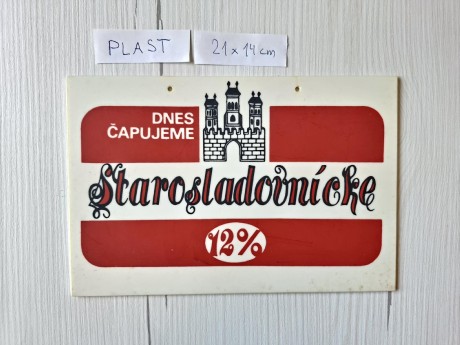 PLAST
21 x 14 cm
DNES
ČAPUJEME
Starosladovnícke
12%